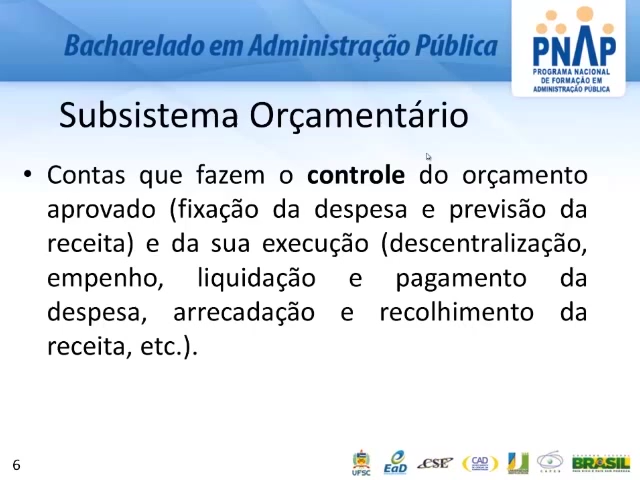 Bacharelado em Administração Pública
PNAP
PROGRAMA NACIONAL
DE FORMAÇÃO EM
ADMINISTRAÇÃO PÚBLICA
Subsistema Orçamentário
• Contas que fazem o controle do orçamento
aprovado (fixação da despesa e previsão da
receita) e da sua execução (descentralização,
empenho, liquidação e pagamento da
despesa, arrecadação e recolhimento da
receita, etc.).
6
UFSC
EaD
CSE
CAD
CAPES
BRASIL